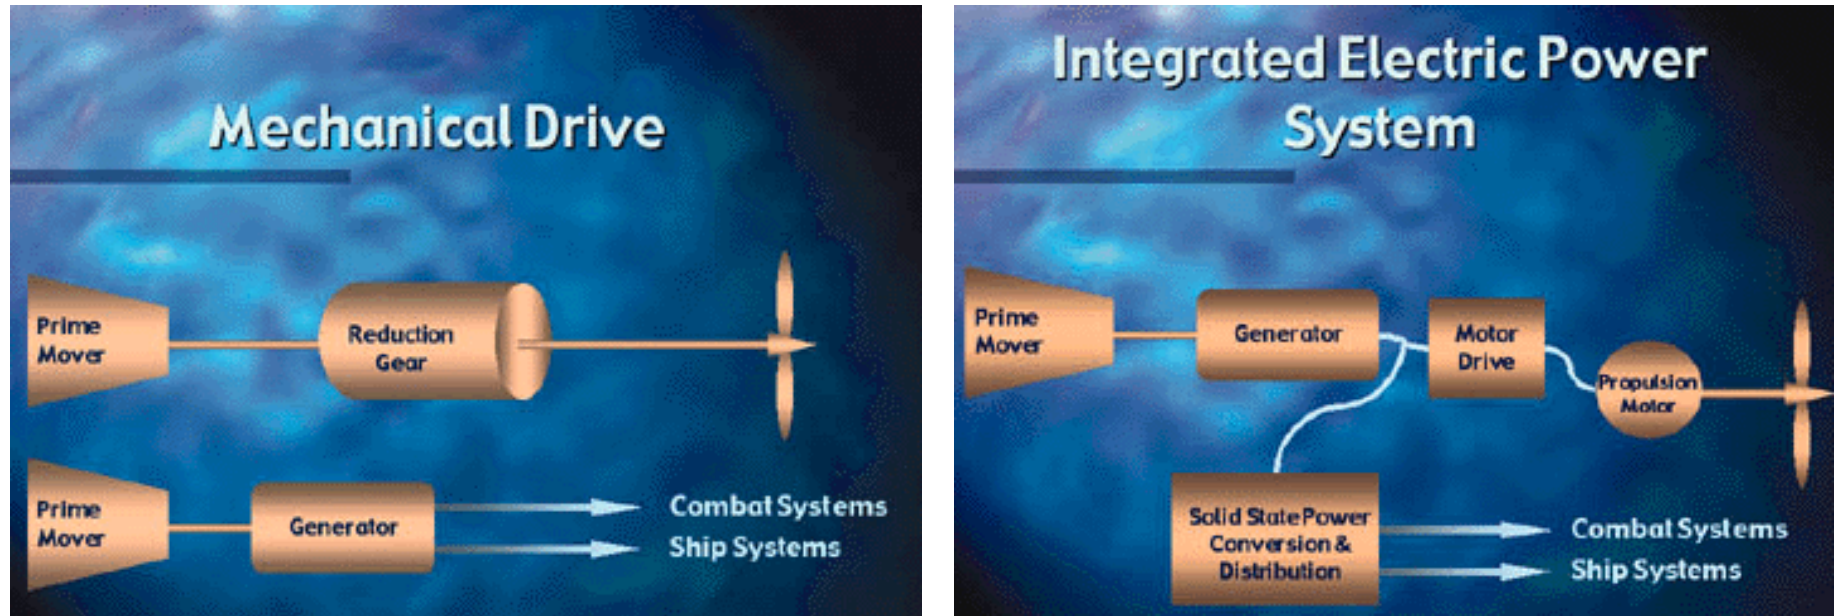 Mechanical Drive
Prime
Mover
Reduction
Gear
Prime
Mover
Generator
Combat Systems
Ship Systems
Integrated Electric Power
System
Prime
Mover
Generator
Motor
Drive
Propulsion
Motor
Solid State Power
Conversion &
Distribution
Combat Systems
Ship Systems